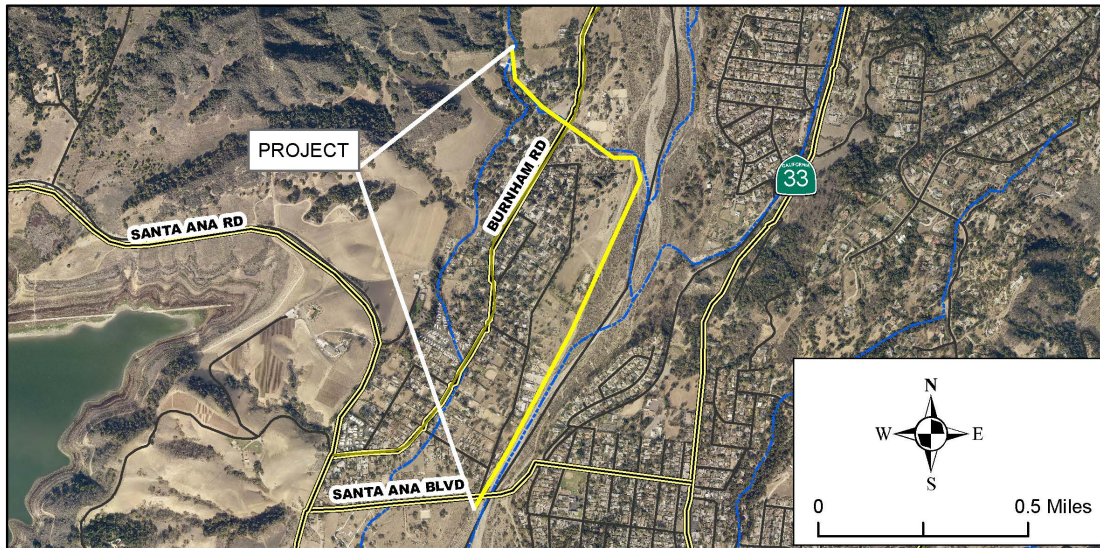 PROJECT
BURNHAM RD
CALIFORNIA
33
SANTA ANA RD
SANTA ANA BLVD
N
W
E
S
0
0.5 Miles